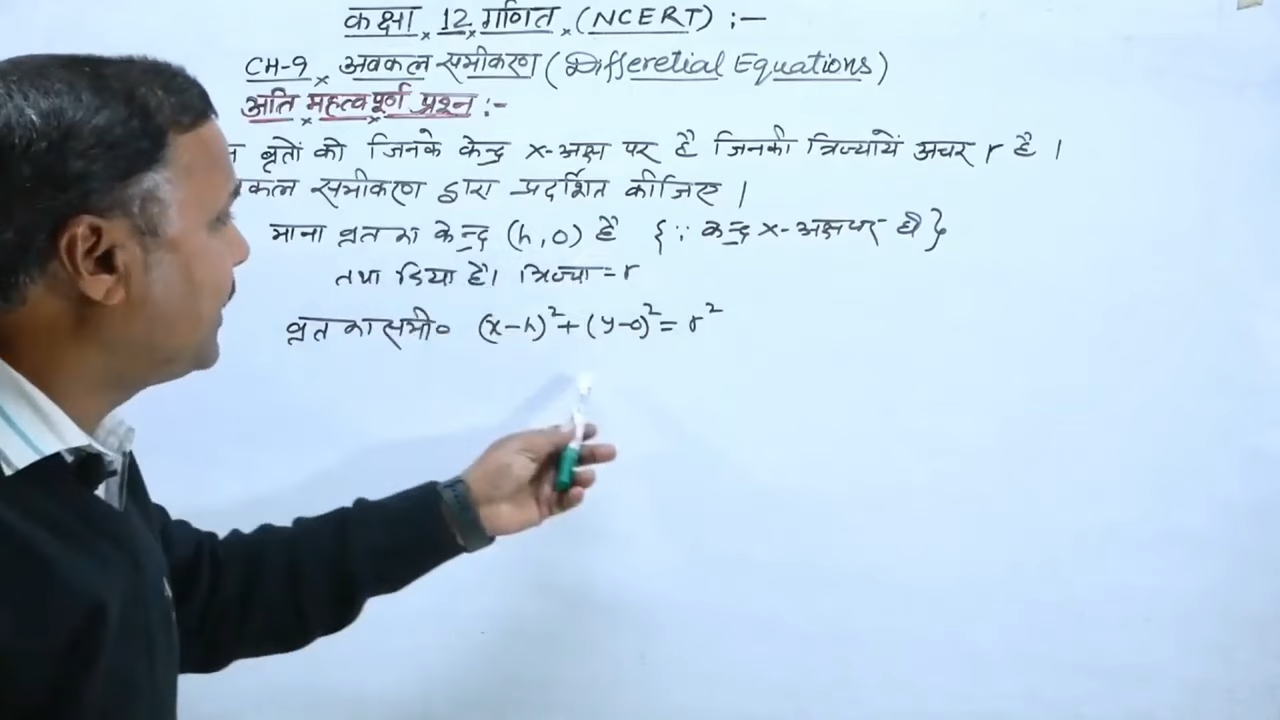 कक्षा 12 गणित (NCERT) :-
CH-9 अवकल समीकरण (Differetial Equations)
अति महत्वपूर्ण प्रश्न :-
वृतों को जिनके केन्द्र x-अक्ष पर है जिनकी त्रिज्यायें अचर r है ।
कल समीकरण द्वारा प्रदर्शित कीजिए ।
माना वृत का केन्द्र (h,0) है {∵ केन्द्र x-अक्ष पर है}
तथा दिया है। त्रिज्या = r
वृत का समी० (x-h)²+(y-0)² = r²